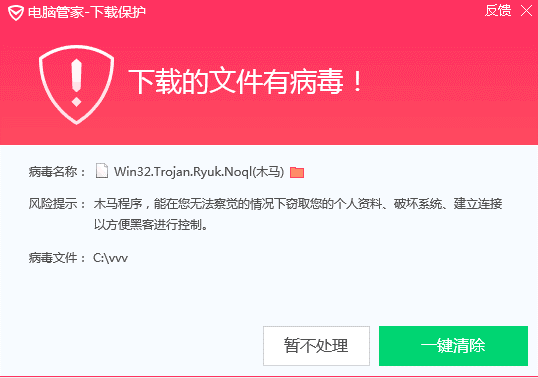 电脑管家-下载保护
反馈
下载的文件有病毒！
病毒名称： Win32.Trojan.Ryuk.Noql(木马)
风险提示： 木马程序，能在您无法察觉的情况下窃取您的个人资料、破坏系统、建立连接
以方便黑客进行控制。
病毒文件： C:\vvv
暂不处理
一键清除